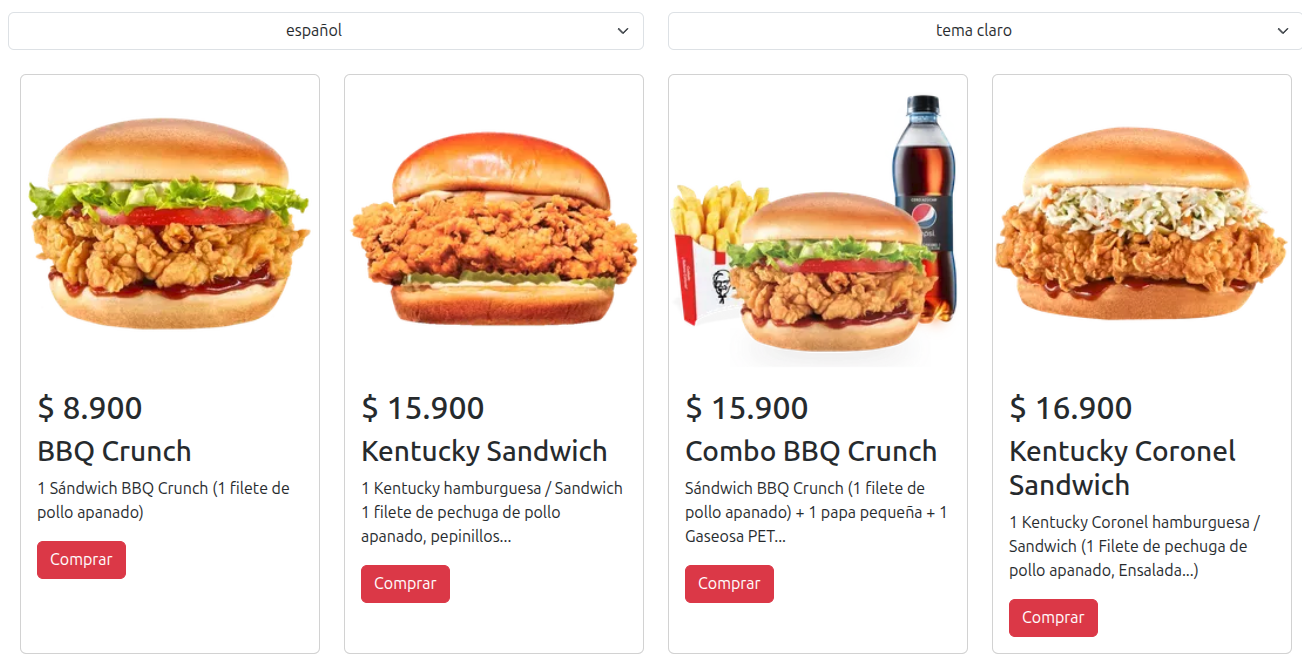 español
tema claro
$ 8.900
BBQ Crunch
1 Sándwich BBQ Crunch (1 filete de
pollo apanado)
Comprar
$ 15.900
Kentucky Sandwich
1 Kentucky hamburguesa / Sandwich
1 filete de pechuga de pollo
apanado, pepinillos...
Comprar
pepsi
$ 15.900
Combo BBQ Crunch
Sándwich BBQ Crunch (1 filete de
pollo apanado) + 1 papa pequeña + 1
Gaseosa PET...
Comprar
$ 16.900
Kentucky Coronel
Sandwich
1 Kentucky Coronel hamburguesa /
Sandwich (1 Filete de pechuga de
pollo apanado, Ensalada...)
Comprar